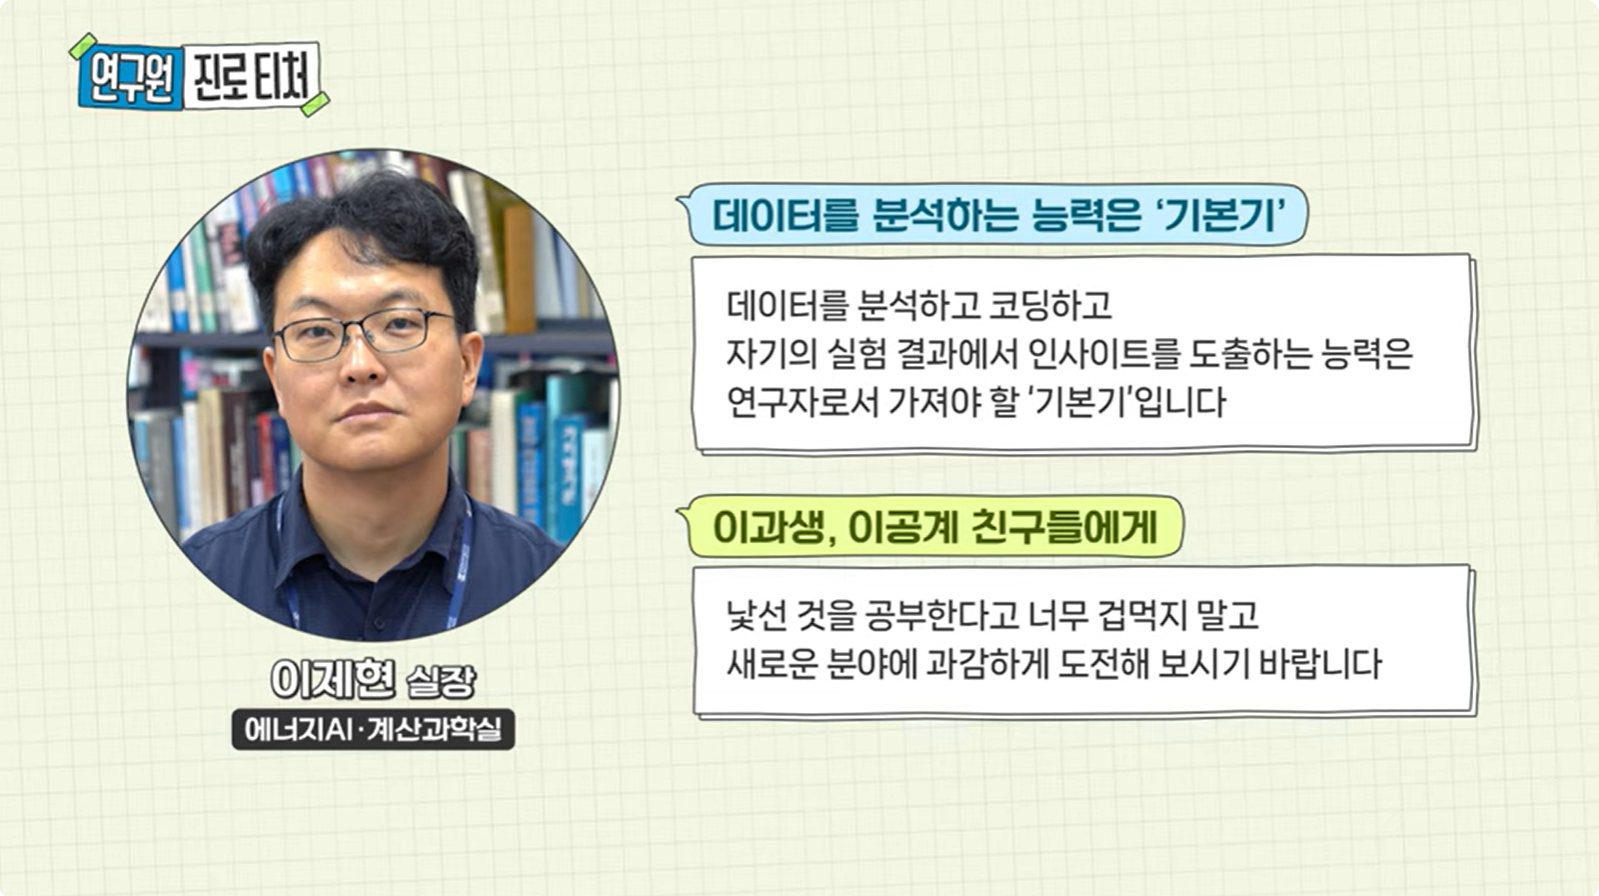 연구원 진로 티처
데이터를 분석하는 능력은 ‘기본기’
데이터를 분석하고 코딩하고
자기의 실험 결과에서 인사이트를 도출하는 능력은
연구자로서 가져야 할 '기본기'입니다
이과생, 이공계 친구들에게
낯선 것을 공부한다고 너무 겁먹지 말고
새로운 분야에 과감하게 도전해 보시기 바랍니다
이제현 실장
에너지AI·계산과학실